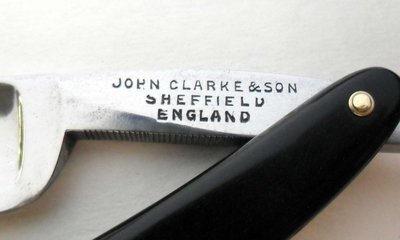 JOHN CLARKE & SON
SHEFFIELD
ENGLAND